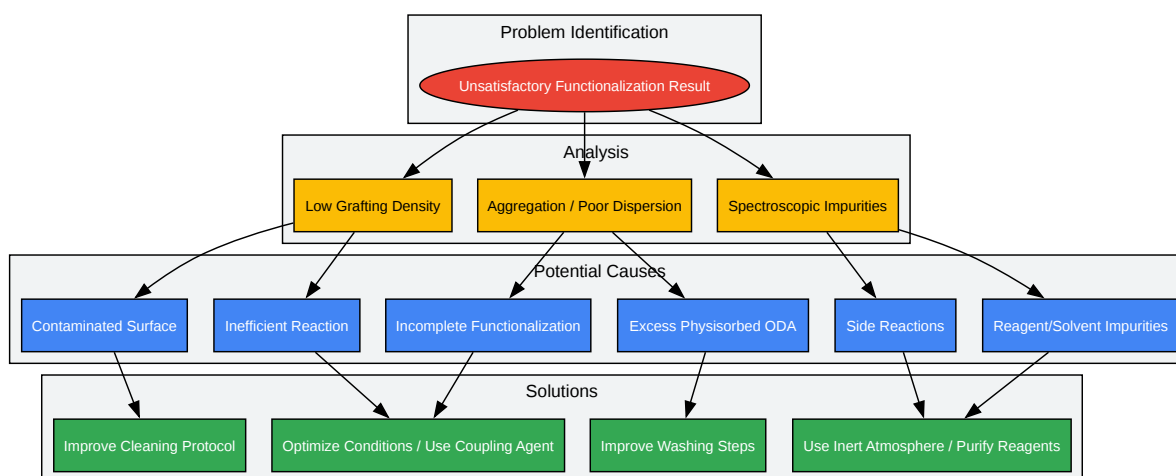 Problem Identification
Unsatisfactory Functionalization Result
Analysis
Low Grafting Density
Aggregation / Poor Dispersion
Spectroscopic Impurities
Potential Causes
Contaminated Surface
Inefficient Reaction
Incomplete Functionalization
Excess Physisorbed ODA
Side Reactions
Reagent/Solvent Impurities
Solutions
Improve Cleaning Protocol
Optimize Conditions / Use Coupling Agent
Improve Washing Steps
Use Inert Atmosphere / Purify Reagents